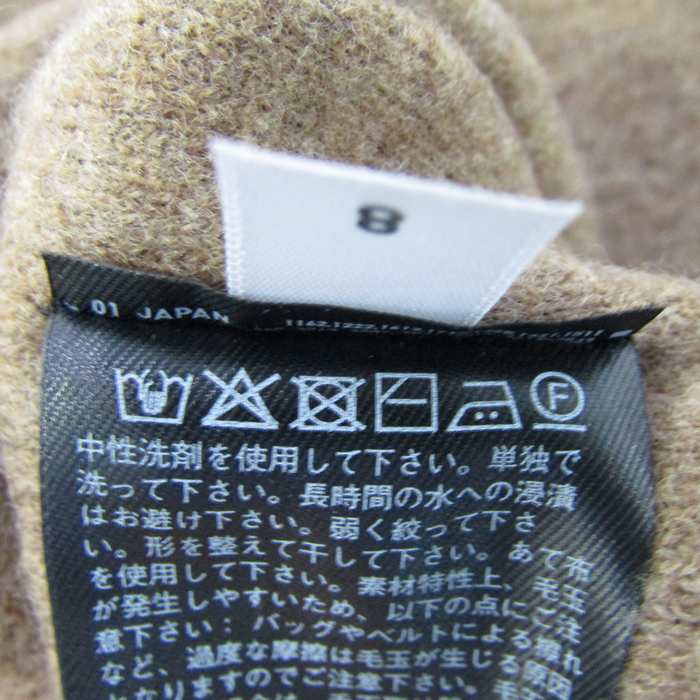 8
01 JAPAN
F
中性洗剤を使用して下さい。単独で
洗って下さい。長時間の水への浸漬
はお避け下さい。弱く絞って下さ
い。形を整えて干して下さい。あて布
を使用して下さい。素材特性上、毛玉
が発生しやすいため、以下の点にご注
意下さい：バッグやベルトによる擦れ
など、過度な摩擦は毛玉が生じる原因
となりますのでご注意下さい。